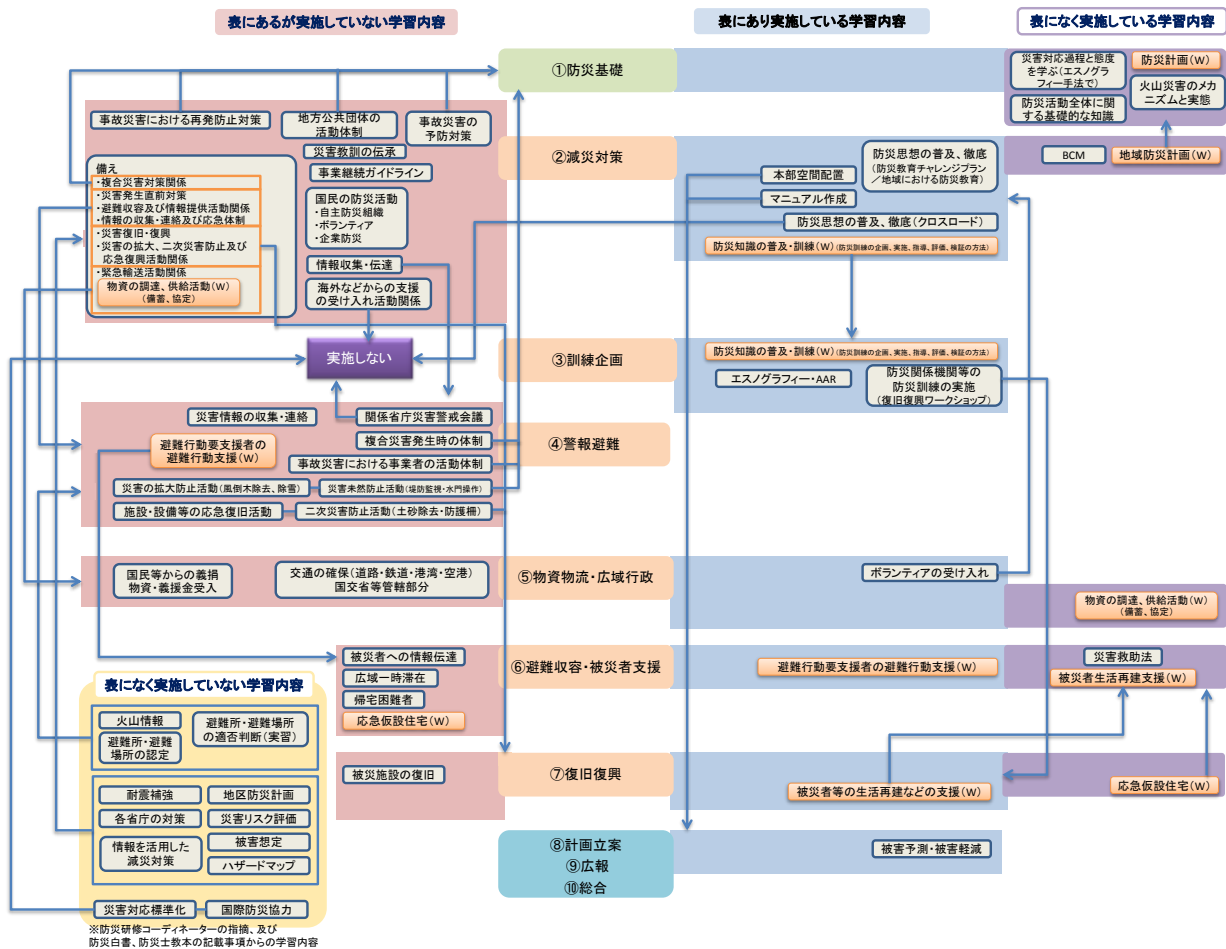 表にあるが実施していない学習内容
表にあり実施している学習内容
表になく実施している学習内容
①防災基礎
災害対応過程と態度
を学ぶ(エスノグラ
フィー手法で)
防災計画(W)
火山災害のメカ
ニズムと実態
防災活動全体に関
する基礎的な知識
事故災害における再発防止対策
地方公共団体の
活動体制
事故災害の
予防対策
災害教訓の伝承
事業継続ガイドライン
国民の防災活動
・自主防災組織
・ボランティア
・企業防災
情報収集・伝達
海外などからの支援
の受け入れ活動関係
備え
・複合災害対策関係
・災害発生直前対策
・避難収容及び情報提供活動関係
・情報の収集・連絡及び応急体制
・災害復旧・復興
・災害の拡大、二次災害防止及び
応急復興活動関係
・緊急輸送活動関係
物資の調達、供給活動(W)
(備蓄、協定)
②減災対策
本部空間配置
防災思想の普及、徹底
(防災教育チャレンジプラン
／地域における防災教育)
マニュアル作成
防災思想の普及、徹底(クロスロード)
防災知識の普及・訓練(W)(防災訓練の企画、実施、指導、評価、検証の方法)
BCM
地域防災計画(W)
実施しない
③訓練企画
防災知識の普及・訓練(W)(防災訓練の企画、実施、指導、評価、検証の方法)
エスノグラフィー・AAR
防災関係機関等の
防災訓練の実施
(復旧復興ワークショップ)
災害情報の収集・連絡
関係省庁災害警戒会議
避難行動要支援者の
避難行動支援(W)
複合災害発生時の体制
事故災害における事業者の活動体制
災害の拡大防止活動(風倒木除去、除雪)
災害未然防止活動(堤防監視・水門操作)
施設・設備等の応急復旧活動
二次災害防止活動(土砂除去・防護柵)
④警報避難
国民等からの義捐
物資・義援金受入
交通の確保(道路・鉄道・港湾・空港)
国交省等管轄部分
⑤物資物流・広域行政
ボランティアの受け入れ
物資の調達、供給活動(W)
(備蓄、協定)
被災者への情報伝達
広域一時滞在
帰宅困難者
応急仮設住宅(W)
⑥避難収容・被災者支援
避難行動要支援者の避難行動支援(W)
災害救助法
被災者生活再建支援(W)
被災施設の復旧
⑦復旧復興
被災者等の生活再建などの支援(W)
応急仮設住宅(W)
⑧計画立案
⑨広報
⑩総合
被害予測・被害軽減
表になく実施していない学習内容
火山情報
避難所・避難
場所の認定
避難所・避難場所
の適否判断(実習)
耐震補強
地区防災計画
各省庁の対策
災害リスク評価
情報を活用した
減災対策
被害想定
ハザードマップ
災害対応標準化
国際防災協力
※防災研修コーディネーターの指摘、及び
防災白書、防災士教本の記載事項からの学習内容